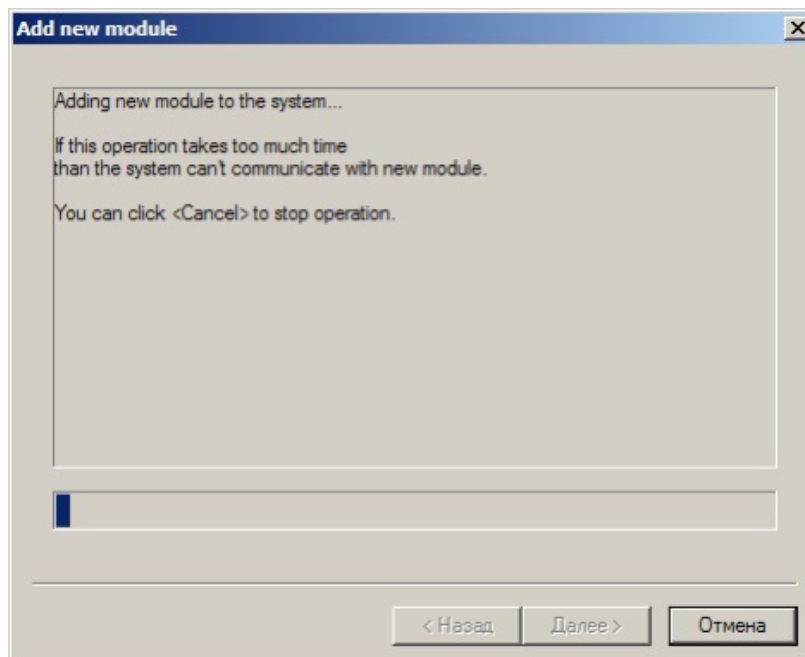 Add new module
Adding new module to the system...
If this operation takes too much time
than the system can't communicate with new module.
You can click <Cancel> to stop operation.
< Назад
Далее >
Отмена